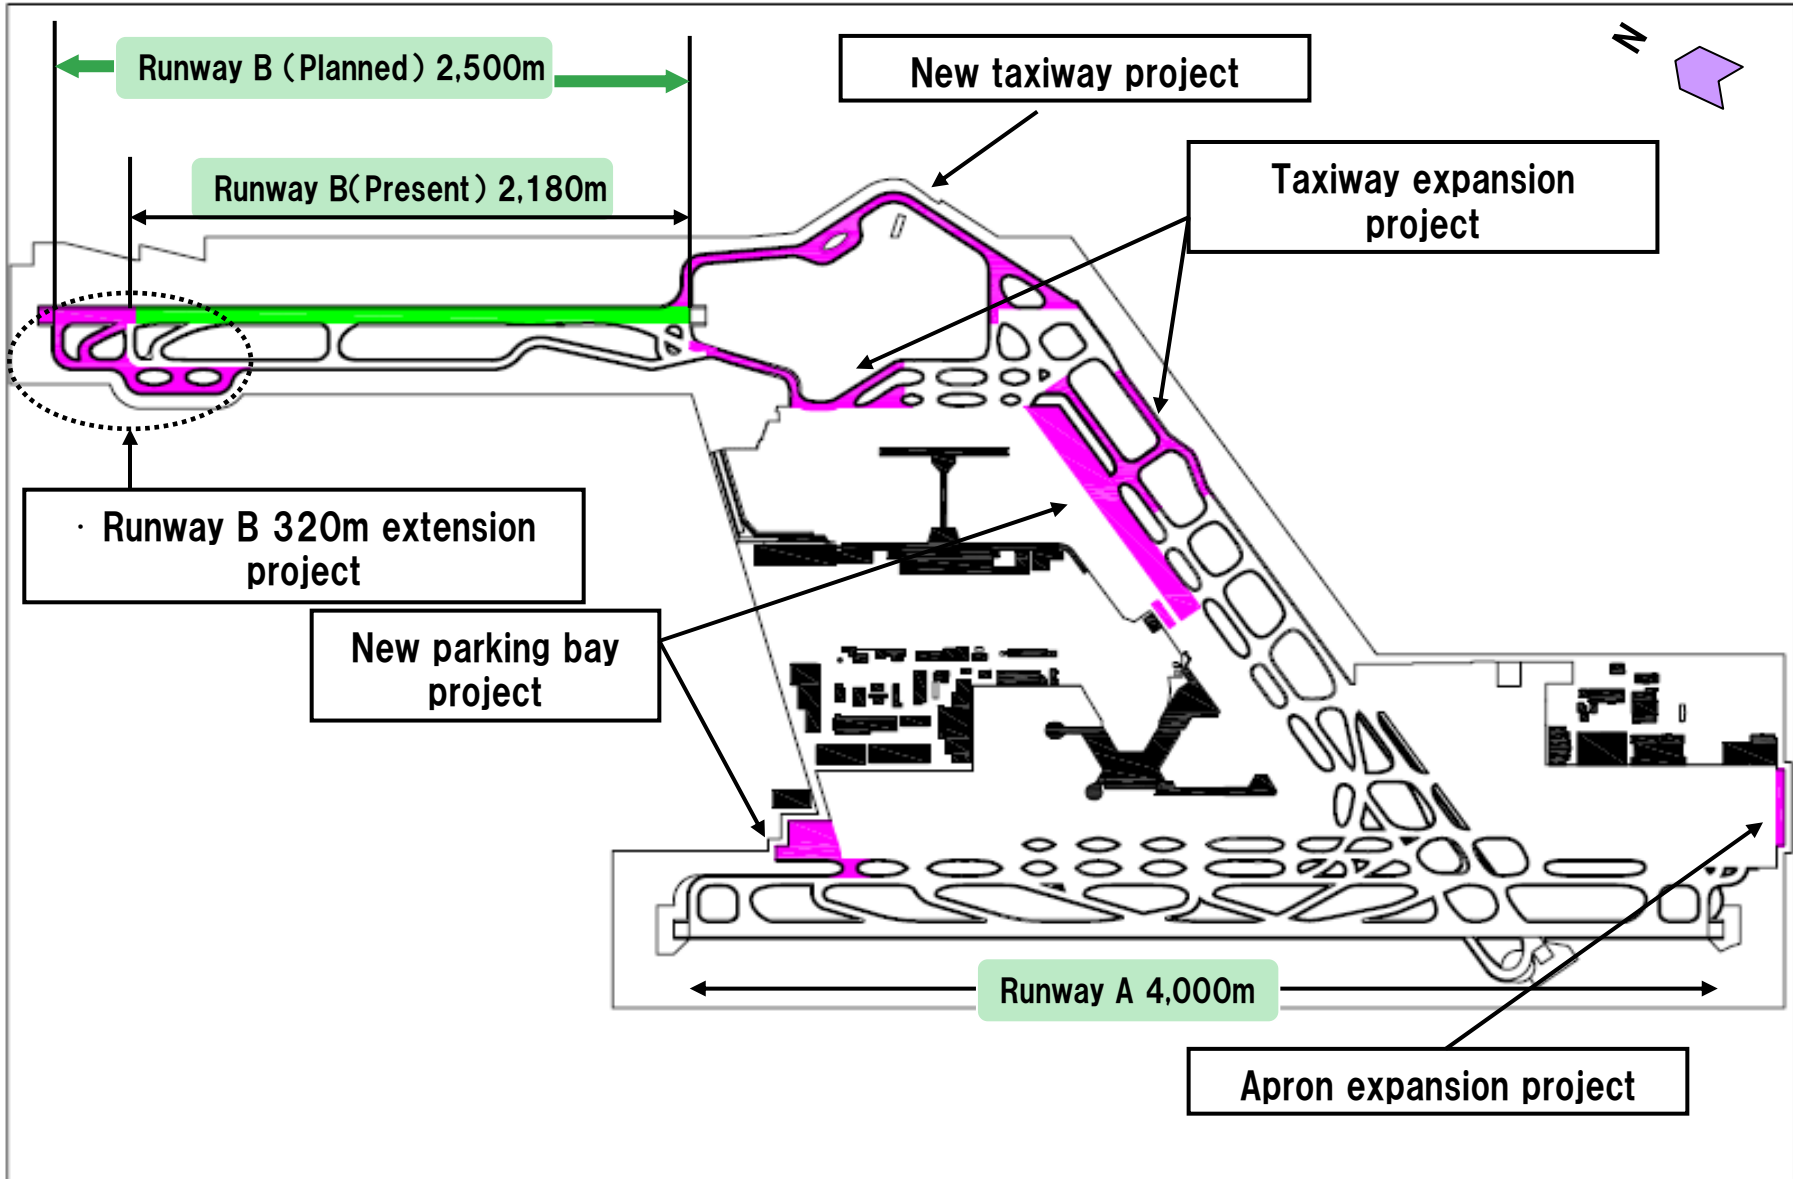 Runway B (Planned) 2,500m
N
New taxiway project
Runway B(Present) 2,180m
Taxiway expansion
project
・ Runway B 320m extension
project
New parking bay
project
Runway A 4,000m
Apron expansion project